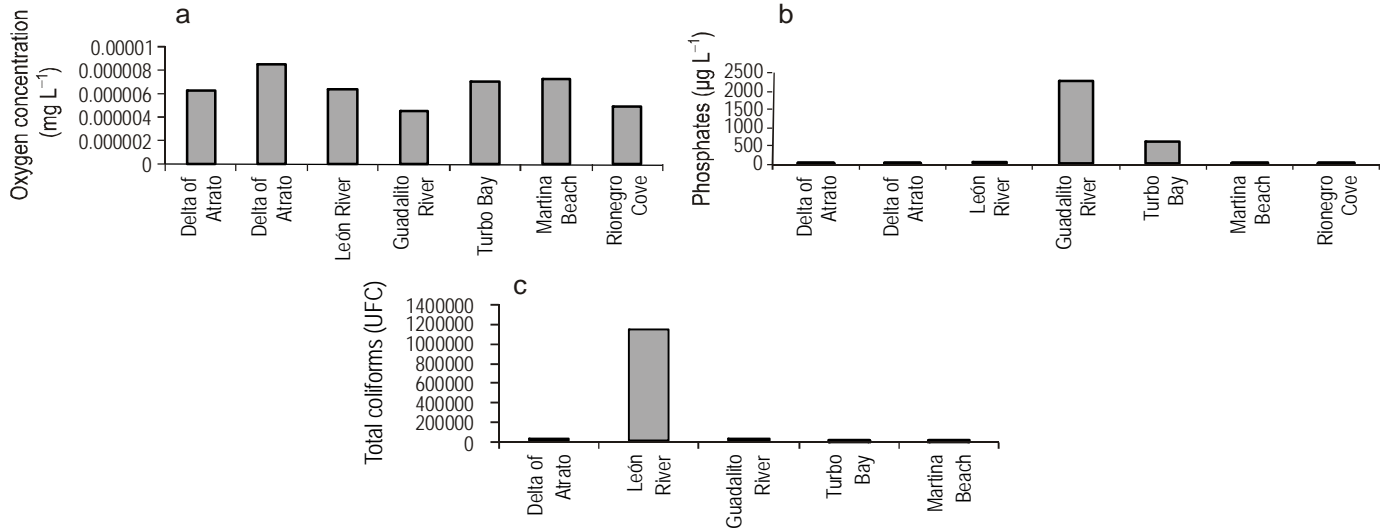 a
Oxygen concentration
(mg L⁻¹)
0.00001
0.000008
0.000006
0.000004
0.000002
0
Delta of
Atrato
Delta of
Atrato
León River
Guadalito
River
Turbo Bay
Martina
Beach
Rionegro
Cove
b
Phosphates (µg L⁻¹)
2500
2000
1500
1000
500
0
Delta of
Atrato
Delta of
Atrato
León
River
Guadalito
River
Turbo
Bay
Martina
Beach
Rionegro
Cove
c
Total coliforms (UFC)
1400000
1200000
1000000
800000
600000
400000
200000
0
Delta of
Atrato
León
River
Guadalito
River
Turbo
Bay
Martina
Beach